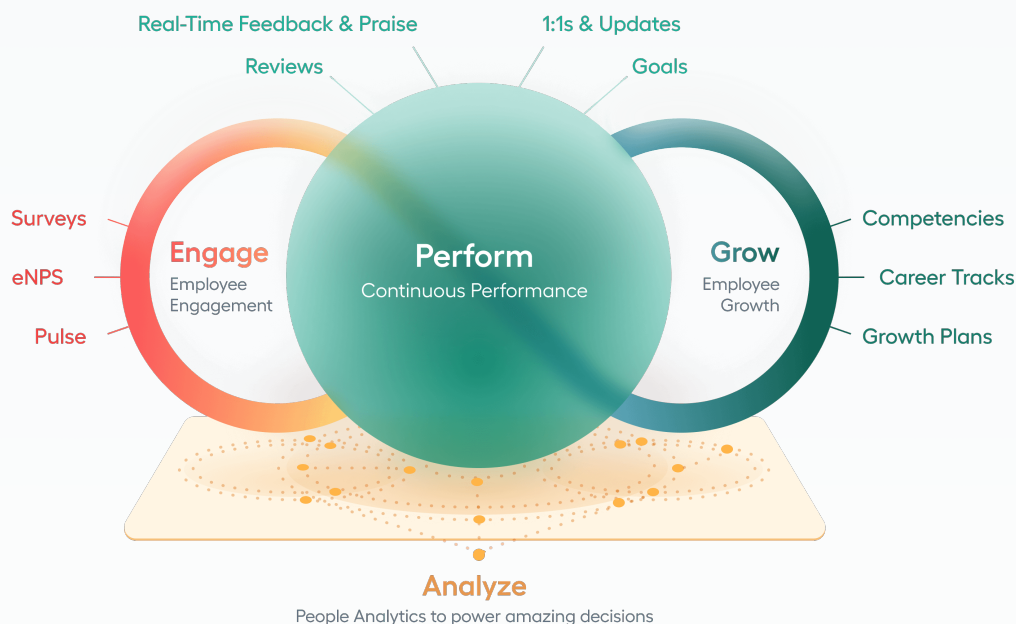 Real-Time Feedback & Praise
1:1s & Updates
Reviews
Goals
Surveys
eNPS
Pulse
Engage
Employee
Engagement
Perform
Continuous Performance
Grow
Employee
Growth
Competencies
Career Tracks
Growth Plans
Analyze
People Analytics to power amazing decisions